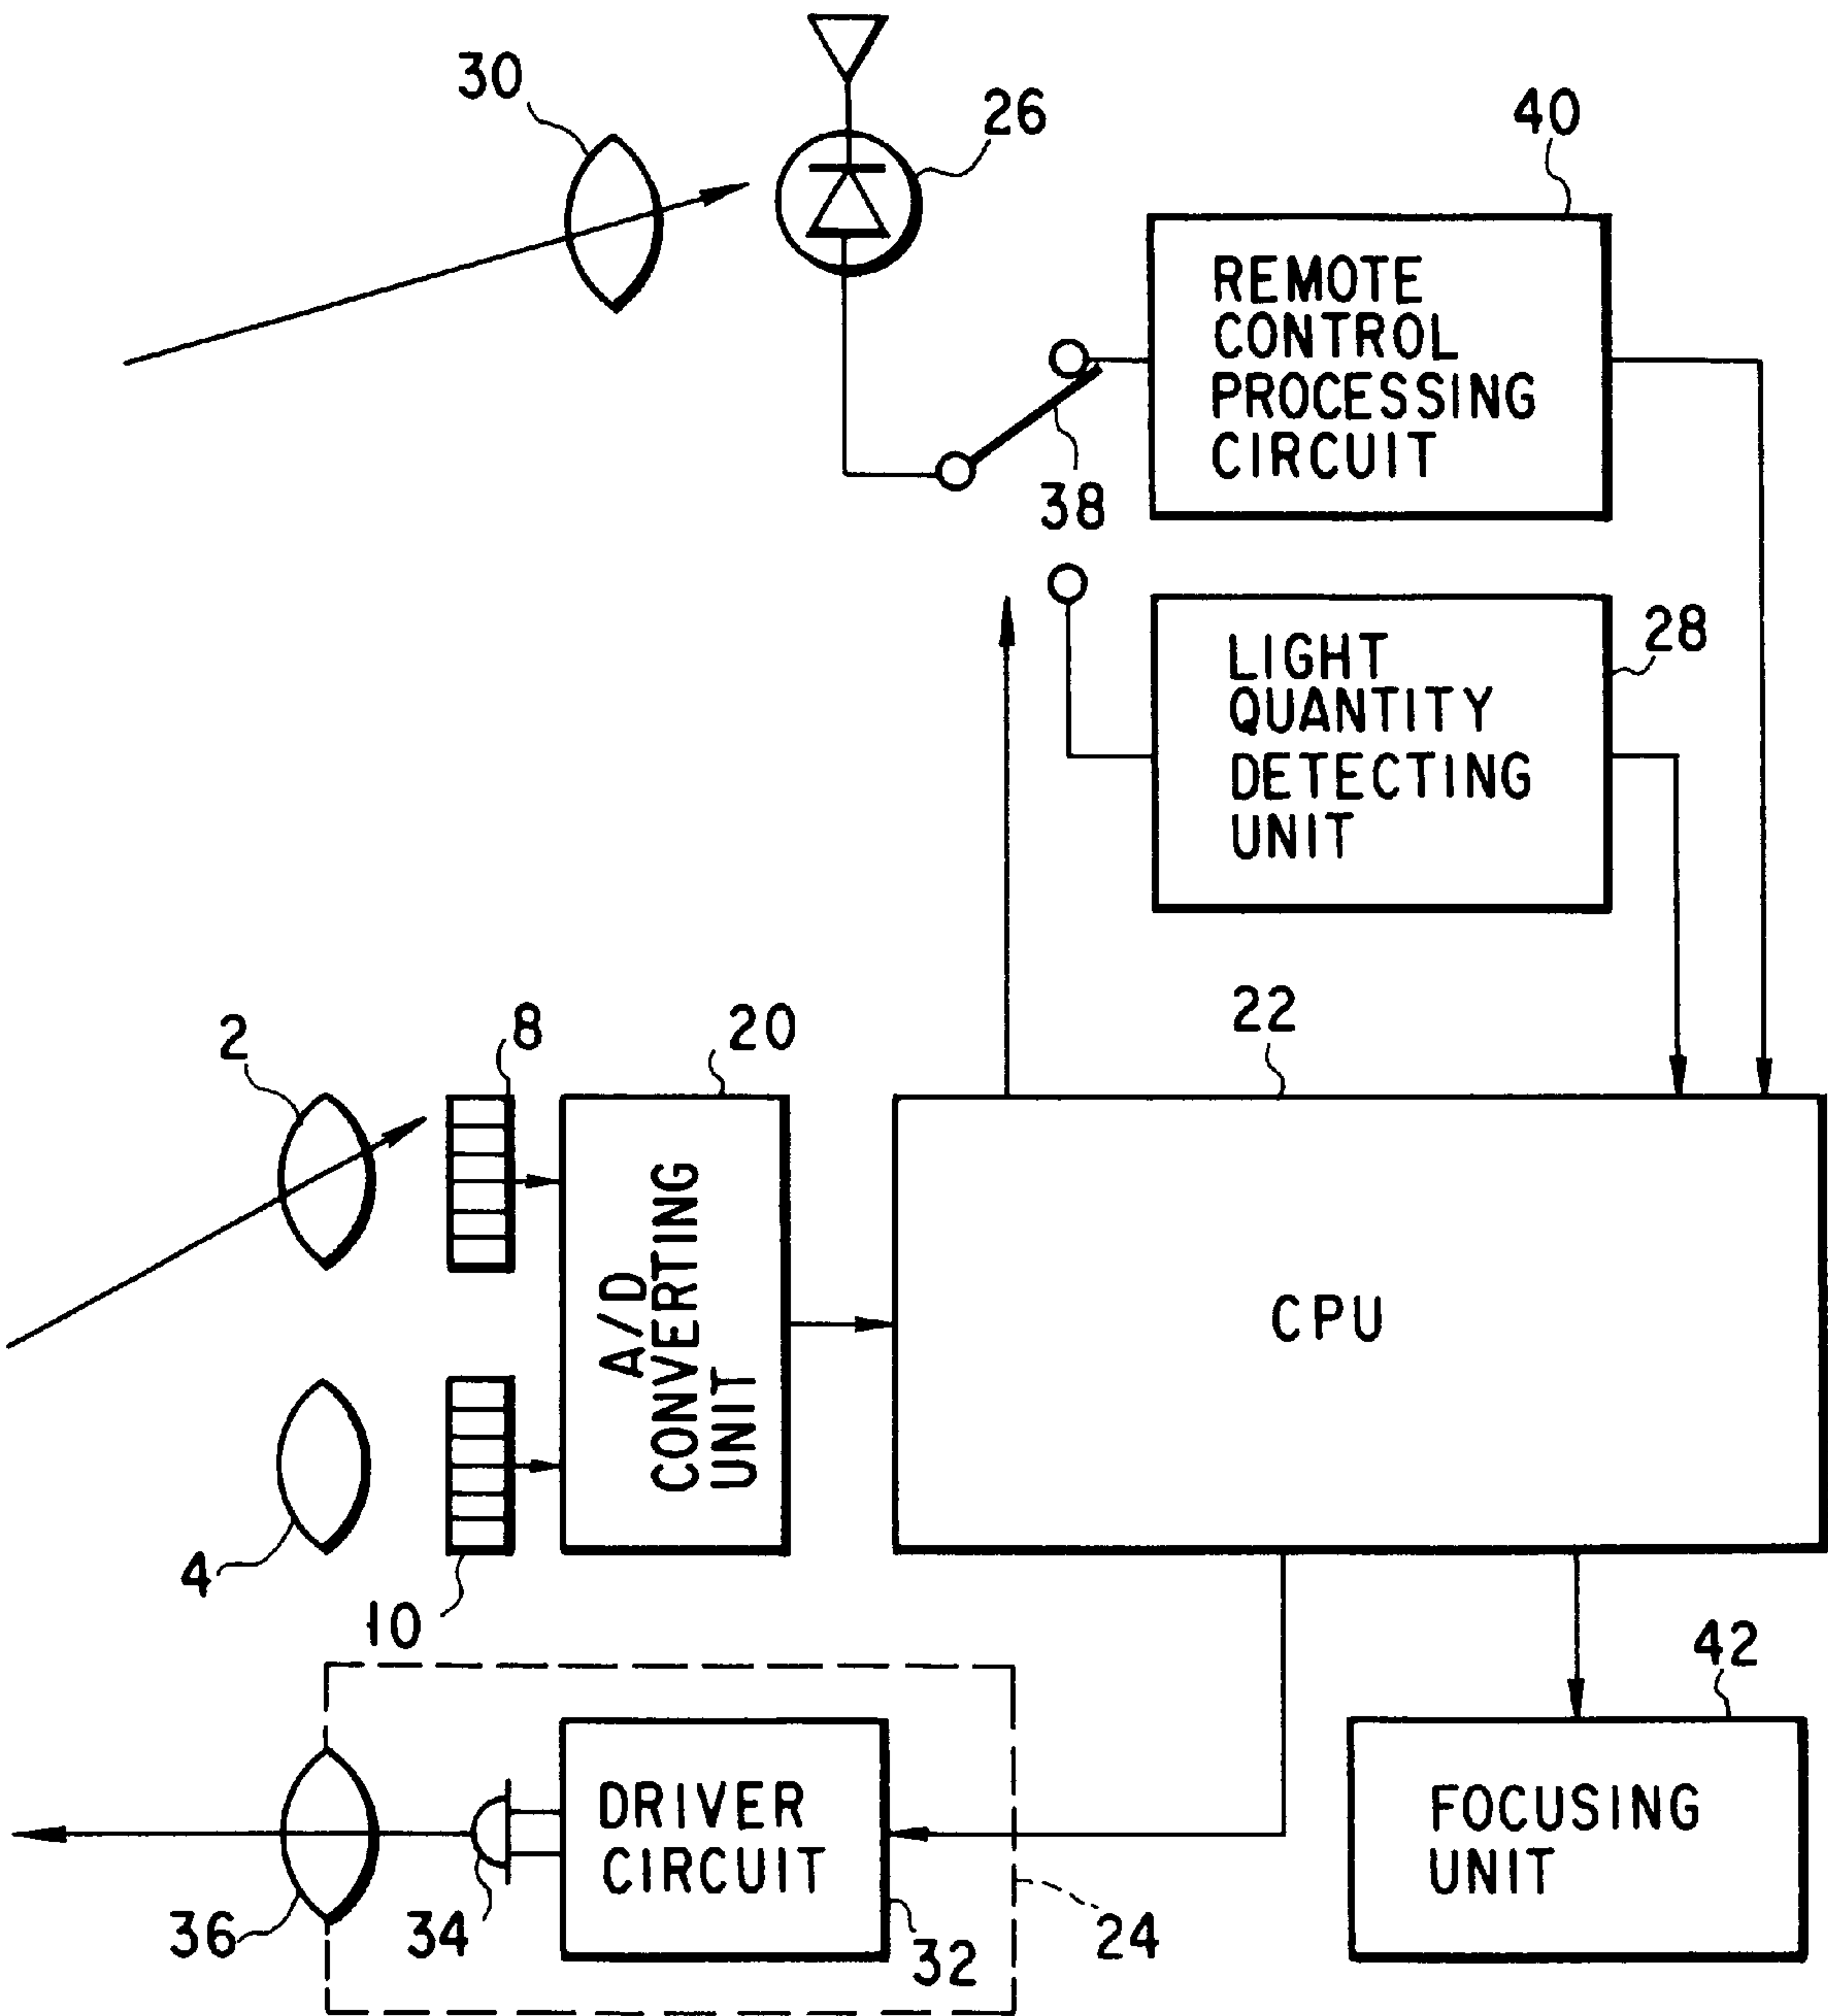 30
26
40
REMOTE
CONTROL
PROCESSING
CIRCUIT
38
28
LIGHT
QUANTITY
DETECTING
UNIT
2
8
20
22
A/D
CONVERTING
UNIT
CPU
4
10
42
DRIVER
CIRCUIT
FOCUSING
UNIT
36
34
32
24